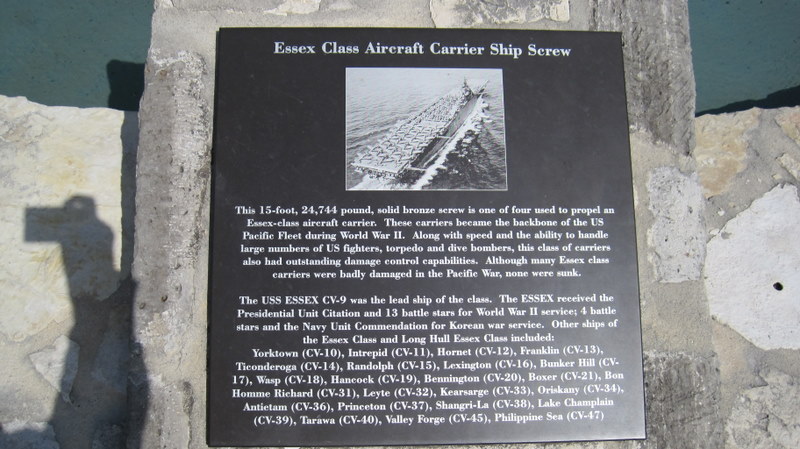 Essex Class Aircraft Carrier Ship Screw
This 15-foot, 24,744 pound, solid bronze screw is one of four used to propel an
Essex-class aircraft carrier. These carriers became the backbone of the US
Pacific Fleet during World War II. Along with speed and the ability to handle
large numbers of US fighters, torpedo and dive bombers, this class of carriers
also had outstanding damage control capabilities. Although many Essex class
carriers were badly damaged in the Pacific War, none were sunk.
The USS ESSEX CV-9 was the lead ship of the class. The ESSEX received the
Presidential Unit Citation and 13 battle stars for World War II service; 4 battle
stars and the Navy Unit Commendation for Korean war service. Other ships of
the Essex Class and Long Hull Essex Class included:
Yorktown (CV-10), Intrepid (CV-11), Hornet (CV-12), Franklin (CV-13),
Ticonderoga (CV-14), Randolph (CV-15), Lexington (CV-16), Bunker Hill (CV-
17), Wasp (CV-18), Hancock (CV-19), Bennington (CV-20), Boxer (CV-21), Bon
Homme Richard (CV-31), Leyte (CV-32), Kearsarge (CV-33), Oriskany (CV-34),
Antietam (CV-36), Princeton (CV-37), Shangri-La (CV-38), Lake Champlain
(CV-39), Tarawa (CV-40), Valley Forge (CV-45), Philippine Sea (CV-47)